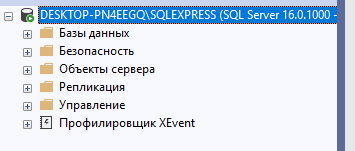 DESKTOP-PN4EEGQ\SQLEXPRESS (SQL Server 16.0.1000 -
Базы данных
Безопасность
Объекты сервера
Репликация
Управление
Профилировщик XEvent